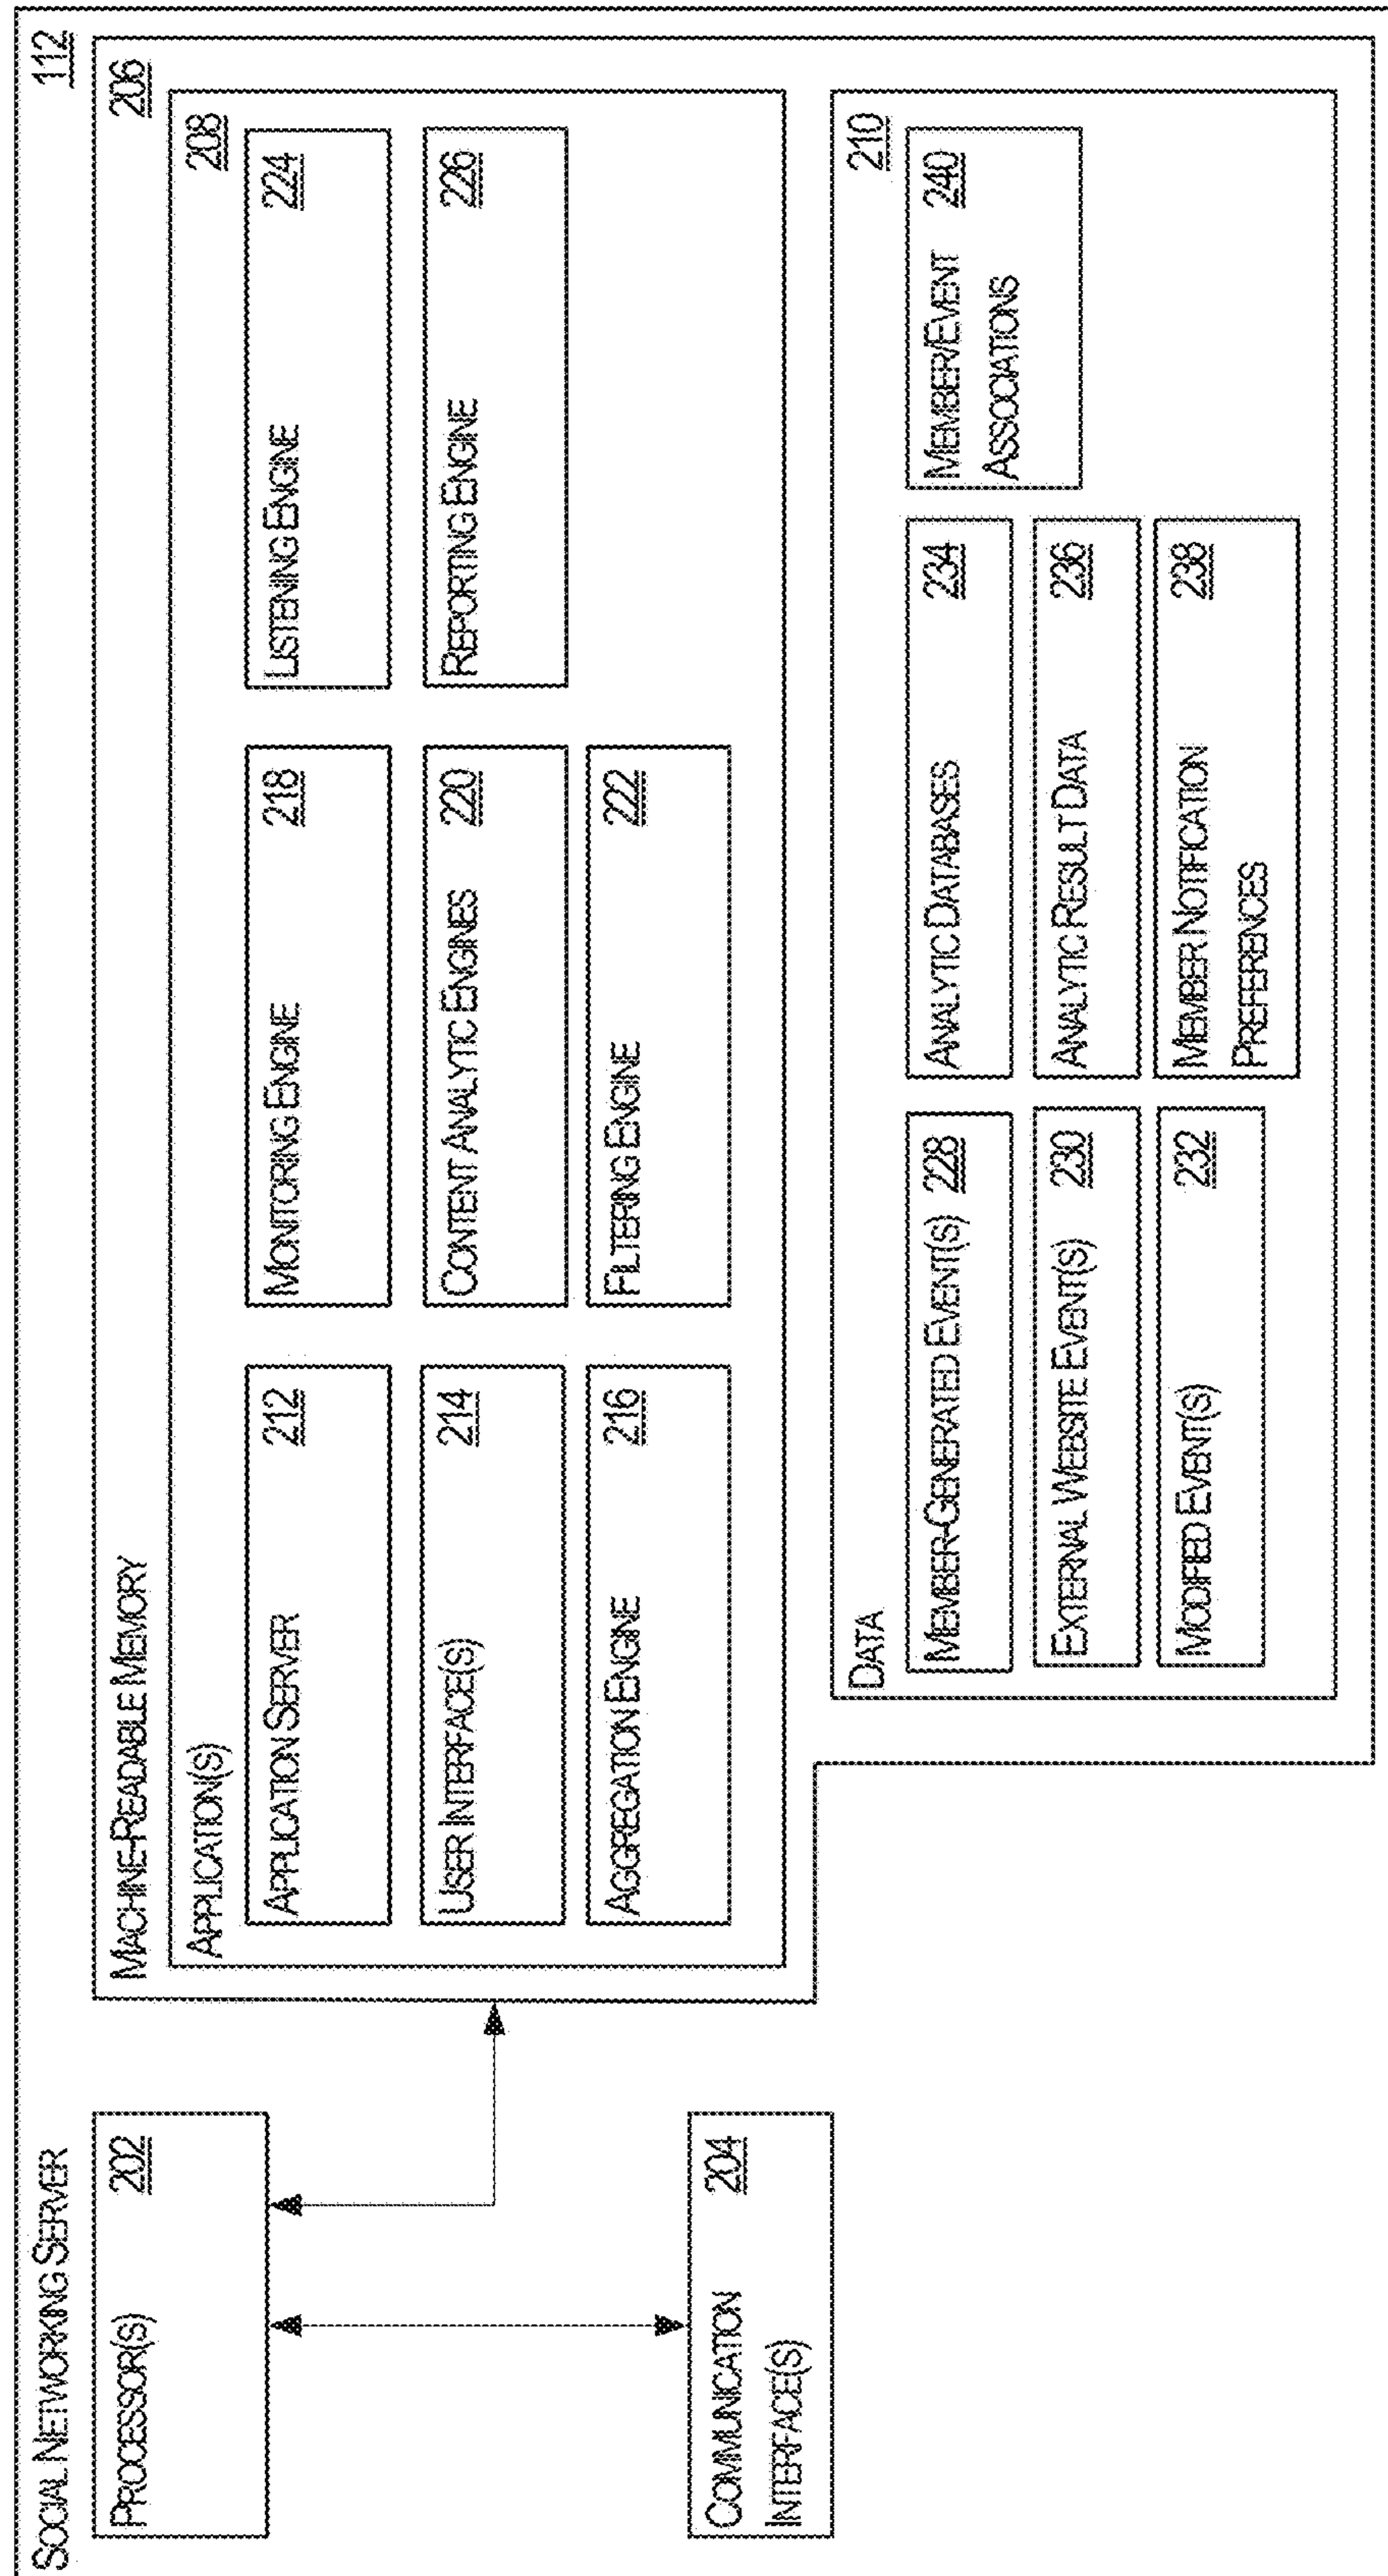 SOCIAL NETWORKING SERVER 112
PROCESSOR(S) 202
COMMUNICATION 204
INTERFACE(S)
MACHINE-READABLE MEMORY 206
APPLICATION(S) 208
APPLICATION SERVER 212
USER INTERFACE(S) 214
AGGREGATION ENGINE 216
MONITORING ENGINE 218
CONTENT ANALYTIC ENGINES 220
FILTERING ENGINE 222
LISTENING ENGINE 224
REPORTING ENGINE 226
DATA 210
MEMBER-GENERATED EVENT(S) 228
EXTERNAL WEBSITE EVENT(S) 230
MODIFIED EVENT(S) 232
ANALYTIC DATABASES 234
ANALYTIC RESULT DATA 236
MEMBER NOTIFICATION 238
PREFERENCES
MEMBER/EVENT 240
ASSOCIATIONS